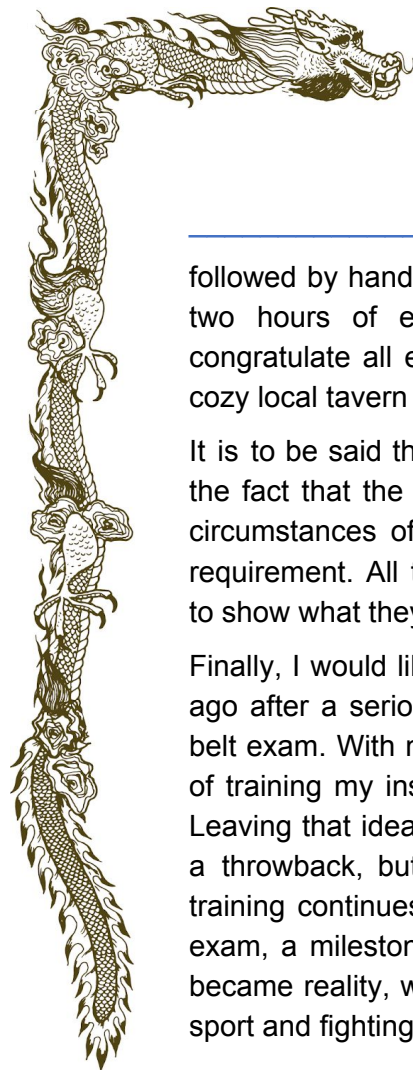 followed by hand
two hours of e
congratulate all e
cozy local tavern
It is to be said th
the fact that the
circumstances of
requirement. All t
to show what they
Finally, I would li
ago after a serio
belt exam. With
of training my ins
Leaving that idea
a throwback, but
training continues
exam, a mileston
became reality, w
sport and fighting